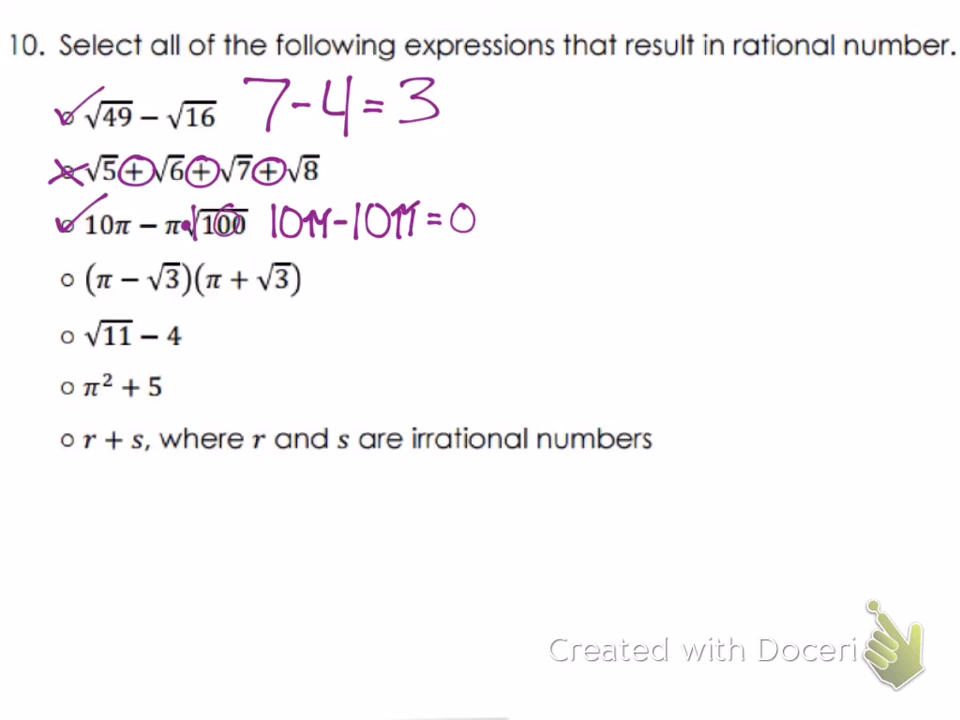 10. Select all of the following expressions that result in rational number.
√49 − √16 7-4=3
√5 + √6 + √7 + √8
10π − π·√100 10π-10π=0
(π − √3)(π + √3)
√11 − 4
π² + 5
r + s, where r and s are irrational numbers
Created with Doceri